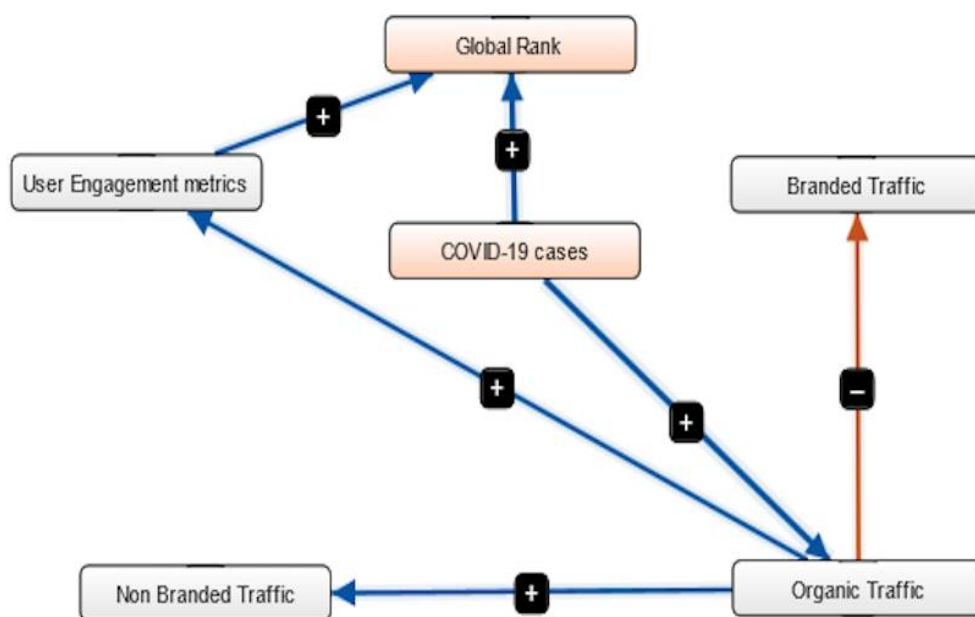 Global Rank
+
User Engagement metrics
+
Branded Traffic
COVID-19 cases
+
–
+
Non Branded Traffic
+
Organic Traffic